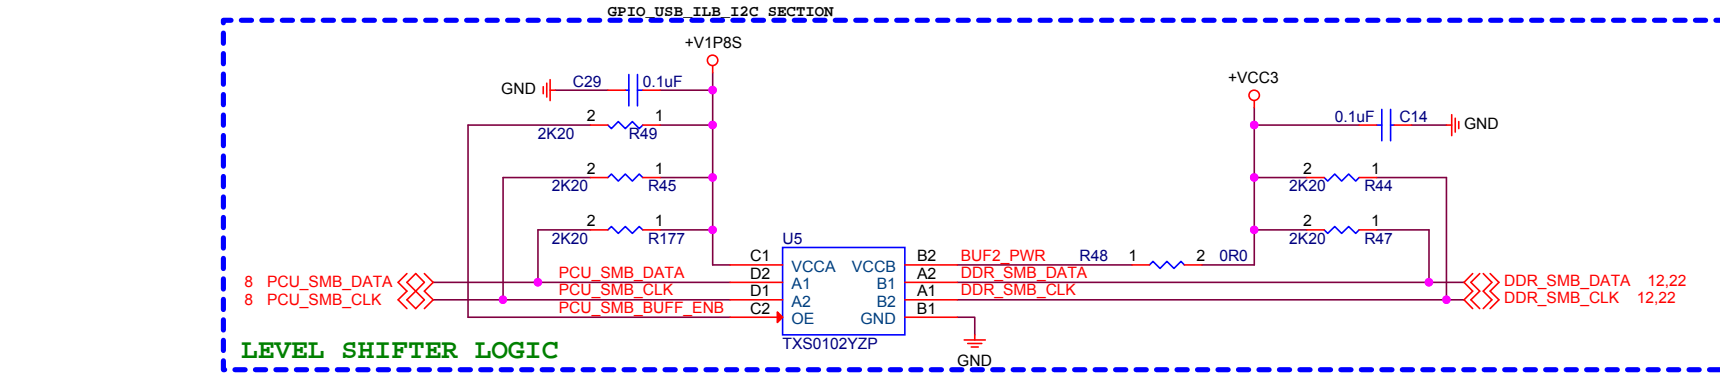 GPIO_USB_ILB_I2C SECTION
+V1P8S
GND C29 0.1uF
+VCC3
2 1
2K20 R49
0.1uF C14 GND
2 1
2K20 R45
2 1
2K20 R44
2 1
2K20 R177
2 1
2K20 R47
U5
C1 VCCA VCCB B2 BUF2_PWR R48 1 2 0R0
8 PCU_SMB_DATA PCU_SMB_DATA D2 A1 B1 A2 DDR_SMB_DATA DDR_SMB_DATA 12,22
8 PCU_SMB_CLK PCU_SMB_CLK D1 A2 B2 A1 DDR_SMB_CLK DDR_SMB_CLK 12,22
PCU_SMB_BUFF_ENB C2 OE GND B1
TXS0102YZP
LEVEL SHIFTER LOGIC
GND